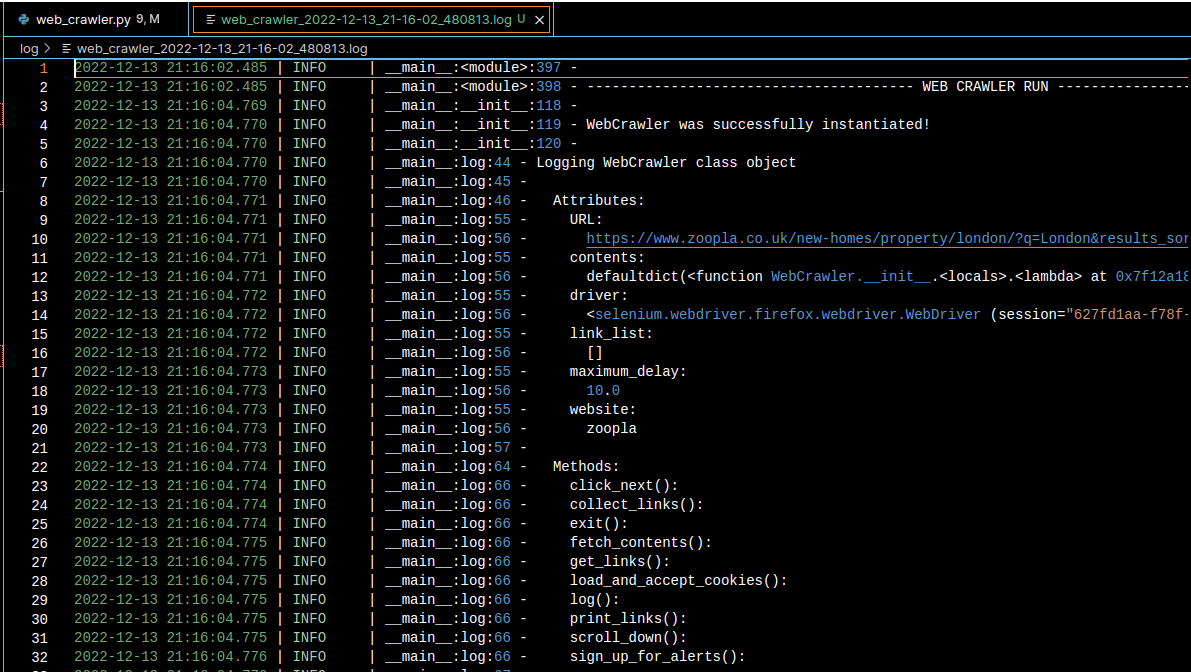 web_crawler.py 9, M web_crawler_2022-12-13_21-16-02_480813.log U
log > web_crawler_2022-12-13_21-16-02_480813.log
1 2022-12-13 21:16:02.485 | INFO | __main__:<module>:397 -
2 2022-12-13 21:16:02.485 | INFO | __main__:<module>:398 - --------------------------------------- WEB CRAWLER RUN ----------------
3 2022-12-13 21:16:04.769 | INFO | __main__:__init__:118 -
4 2022-12-13 21:16:04.770 | INFO | __main__:__init__:119 - WebCrawler was successfully instantiated!
5 2022-12-13 21:16:04.770 | INFO | __main__:__init__:120 -
6 2022-12-13 21:16:04.770 | INFO | __main__:log:44 - Logging WebCrawler class object
7 2022-12-13 21:16:04.770 | INFO | __main__:log:45 -
8 2022-12-13 21:16:04.771 | INFO | __main__:log:46 - Attributes:
9 2022-12-13 21:16:04.771 | INFO | __main__:log:55 - URL:
10 2022-12-13 21:16:04.771 | INFO | __main__:log:56 - https://www.zoopla.co.uk/new-homes/property/london/?q=London&results_sor
11 2022-12-13 21:16:04.771 | INFO | __main__:log:55 - contents:
12 2022-12-13 21:16:04.771 | INFO | __main__:log:56 - defaultdict(<function WebCrawler.__init__.<locals>.<lambda> at 0x7f12a18
13 2022-12-13 21:16:04.772 | INFO | __main__:log:55 - driver:
14 2022-12-13 21:16:04.772 | INFO | __main__:log:56 - <selenium.webdriver.firefox.webdriver.WebDriver (session="627fd1aa-f78f-
15 2022-12-13 21:16:04.772 | INFO | __main__:log:55 - link_list:
16 2022-12-13 21:16:04.772 | INFO | __main__:log:56 - []
17 2022-12-13 21:16:04.773 | INFO | __main__:log:55 - maximum_delay:
18 2022-12-13 21:16:04.773 | INFO | __main__:log:56 - 10.0
19 2022-12-13 21:16:04.773 | INFO | __main__:log:55 - website:
20 2022-12-13 21:16:04.773 | INFO | __main__:log:56 - zoopla
21 2022-12-13 21:16:04.773 | INFO | __main__:log:57 -
22 2022-12-13 21:16:04.774 | INFO | __main__:log:64 - Methods:
23 2022-12-13 21:16:04.774 | INFO | __main__:log:66 - click_next():
24 2022-12-13 21:16:04.774 | INFO | __main__:log:66 - collect_links():
25 2022-12-13 21:16:04.774 | INFO | __main__:log:66 - exit():
26 2022-12-13 21:16:04.775 | INFO | __main__:log:66 - fetch_contents():
27 2022-12-13 21:16:04.775 | INFO | __main__:log:66 - get_links():
28 2022-12-13 21:16:04.775 | INFO | __main__:log:66 - load_and_accept_cookies():
29 2022-12-13 21:16:04.775 | INFO | __main__:log:66 - log():
30 2022-12-13 21:16:04.775 | INFO | __main__:log:66 - print_links():
31 2022-12-13 21:16:04.775 | INFO | __main__:log:66 - scroll_down():
32 2022-12-13 21:16:04.776 | INFO | __main__:log:66 - sign_up_for_alerts():